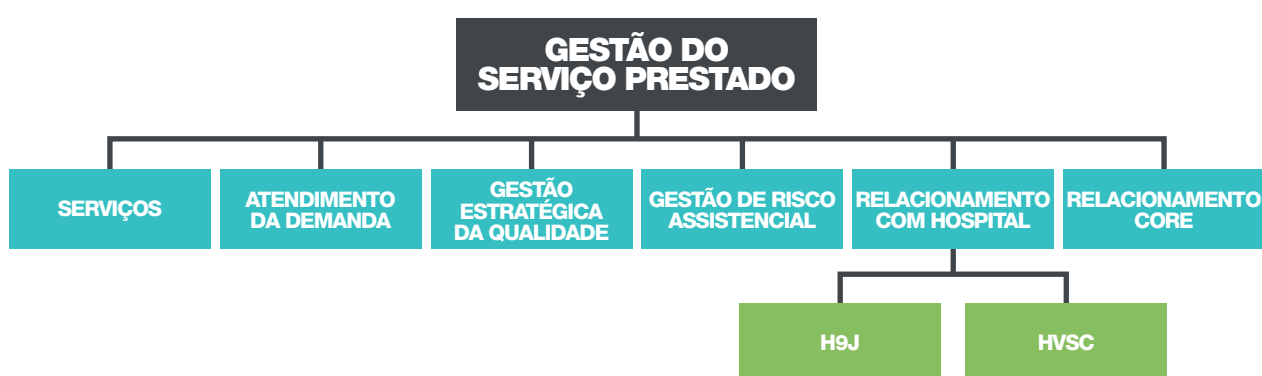 GESTÃO DO
SERVIÇO PRESTADO
SERVIÇOS
ATENDIMENTO
DA DEMANDA
GESTÃO
ESTRATÉGICA
DA QUALIDADE
GESTÃO DE RISCO
ASSISTENCIAL
RELACIONAMENTO
COM HOSPITAL
RELACIONAMENTO
CORE
H9J
HVSC